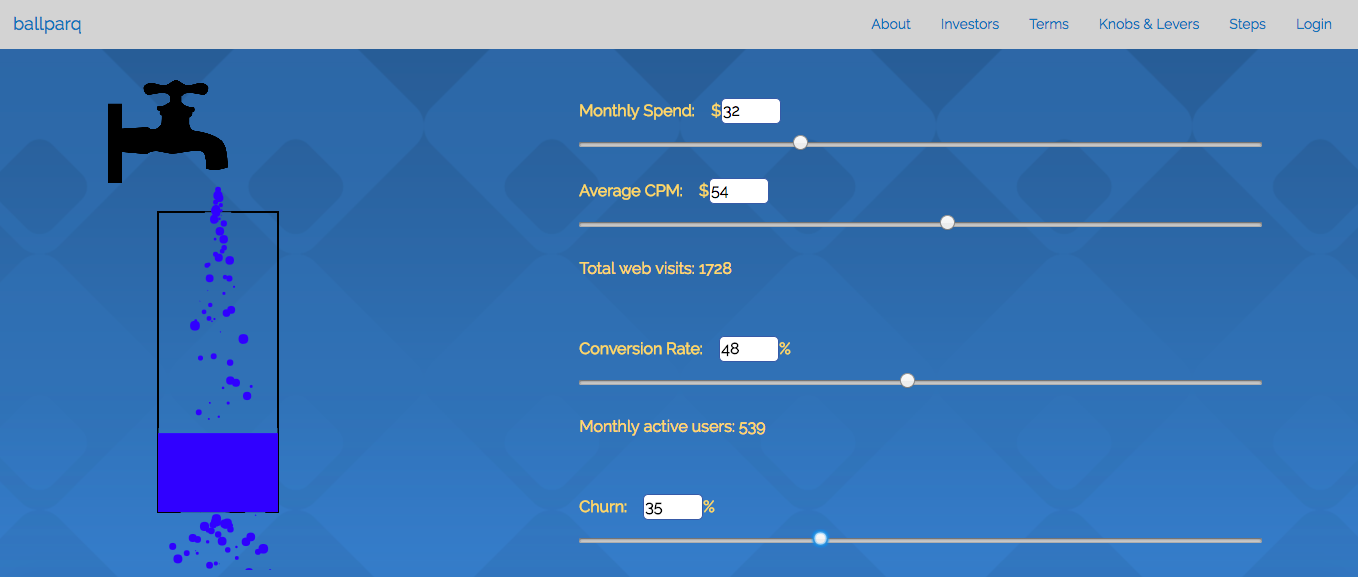 ballparq About Investors Terms Knobs & Levers Steps Login
Monthly Spend: $32
Average CPM: $54
Total web visits: 1728
Conversion Rate: 48%
Monthly active users: 539
Churn: 35%